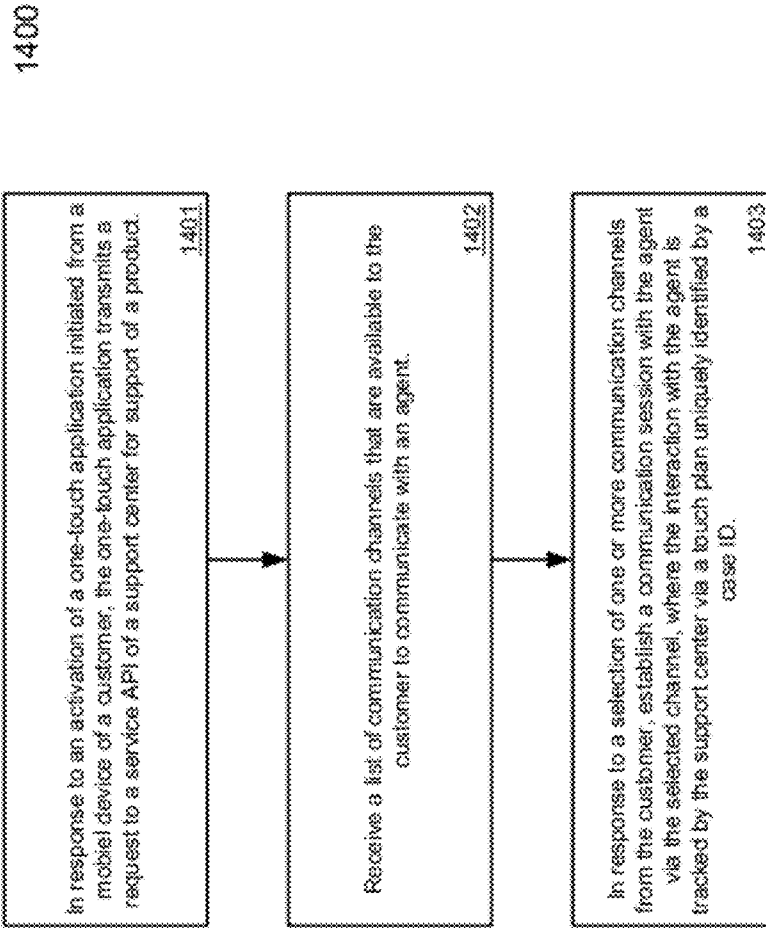 1400
In response to an activation of a one-touch application initiated from a
mobiel device of a customer, the one-touch application transmits a
request to a service API of a support center for support of a product.
1401
Receive a list of communication channels that are available to the
customer to communicate with an agent.
1402
In response to a selection of one or more communication channels
from the customer, establish a communication session with the agent
via the selected channel, where the interaction with the agent is
tracked by the support center via a touch plan uniquely identified by a
case ID.
1403